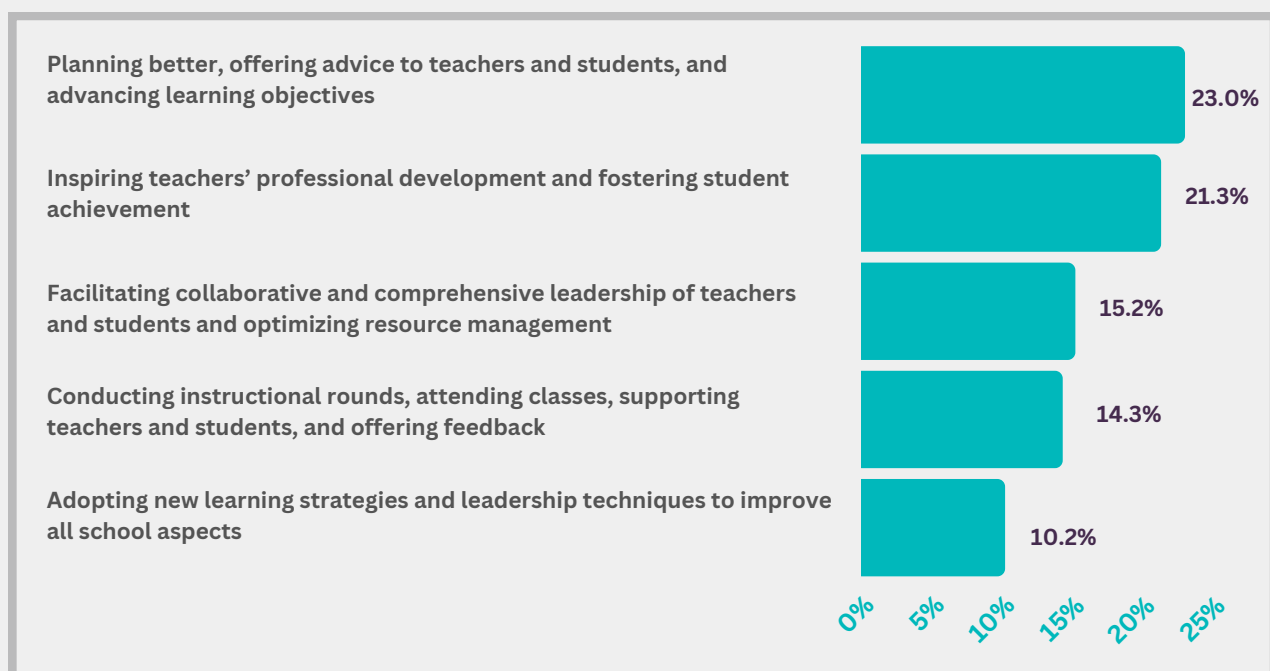 Planning better, offering advice to teachers and students, and
advancing learning objectives
23.0%
Inspiring teachers’ professional development and fostering student
achievement
21.3%
Facilitating collaborative and comprehensive leadership of teachers
and students and optimizing resource management
15.2%
Conducting instructional rounds, attending classes, supporting
teachers and students, and offering feedback
14.3%
Adopting new learning strategies and leadership techniques to improve
all school aspects
10.2%
0% 5% 10% 15% 20% 25%